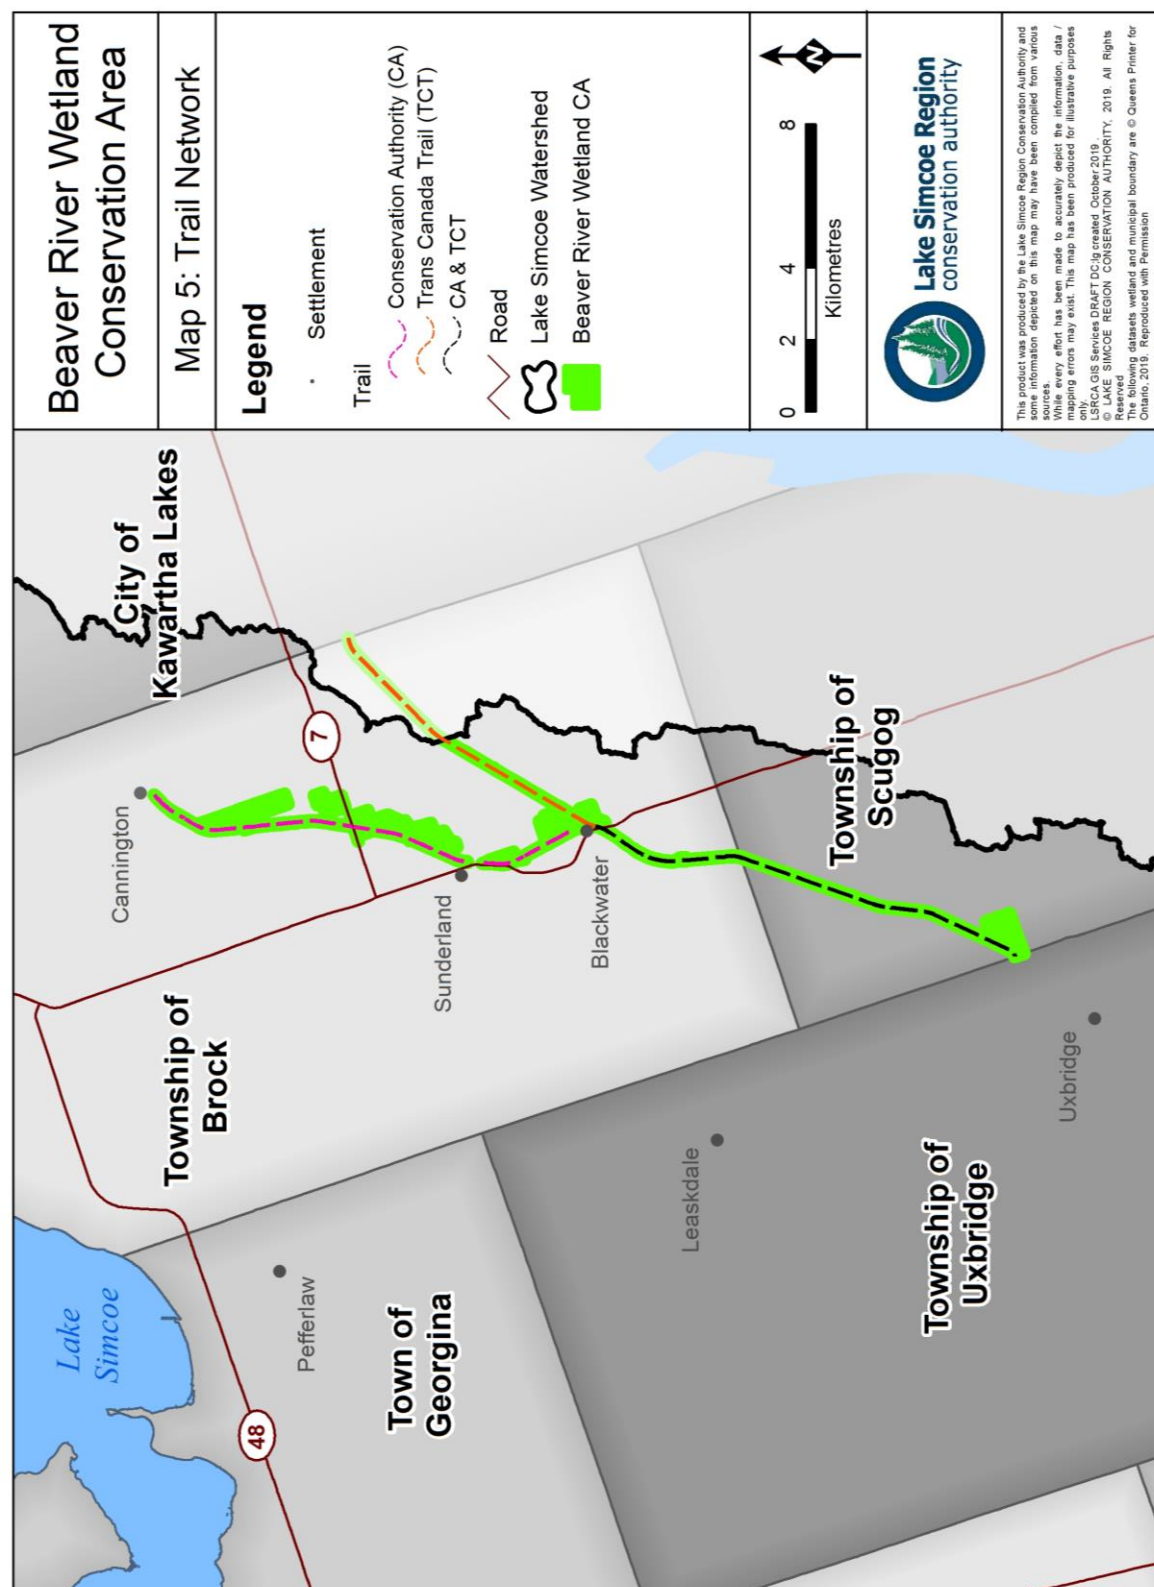 Beaver River Wetland
Conservation Area
Map 5: Trail Network
Legend
Settlement
Trail
Conservation Authority (CA)
Trans Canada Trail (TCT)
CA & TCT
Road
Lake Simcoe Watershed
Beaver River Wetland CA
N
0 2 4 8
Kilometres
Lake Simcoe Region
conservation authority
This product was produced by the Lake Simcoe Region Conservation Authority and
some information depicted on this map may have been compiled from various
sources.
While every effort has been made to accurately depict the information, data /
mapping errors may exist. This map has been produced for illustrative purposes
only.
LSRCA GIS Services DRAFT DC:lg created October 2019 .
© LAKE SIMCOE REGION CONSERVATION AUTHORITY, 2019. All Rights
Reserved
The following datasets wetland and municipal boundary are © Queens Printer for
Ontario, 2019. Reproduced with Permission
Lake
Simcoe
48
Pefferlaw
Town of
Georgina
Township of
Brock
Cannington
City of
Kawartha Lakes
7
Sunderland
Blackwater
Leaskdale
Township of
Uxbridge
Uxbridge
Township of
Scugog